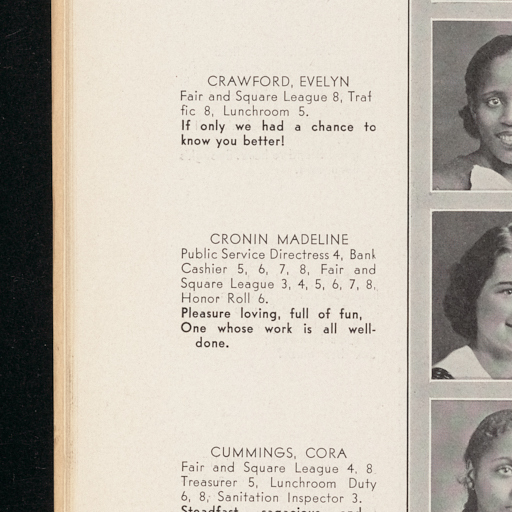 CRAWFORD, EVELYN
Fair and Square League 8, Traf
fic 8, Lunchroom 5.
If only we had a chance to
know you better!
CRONIN MADELINE
Public Service Directress 4, Bank
Cashier 5, 6, 7, 8, Fair and
Square League 3, 4, 5, 6, 7, 8,
Honor Roll 6.
Pleasure loving, full of fun,
One whose work is all well-
done.
CUMMINGS, CORA
Fair and Square League 4, 8
Treasurer 5, Lunchroom Duty
6, 8, Sanitation Inspector 3.